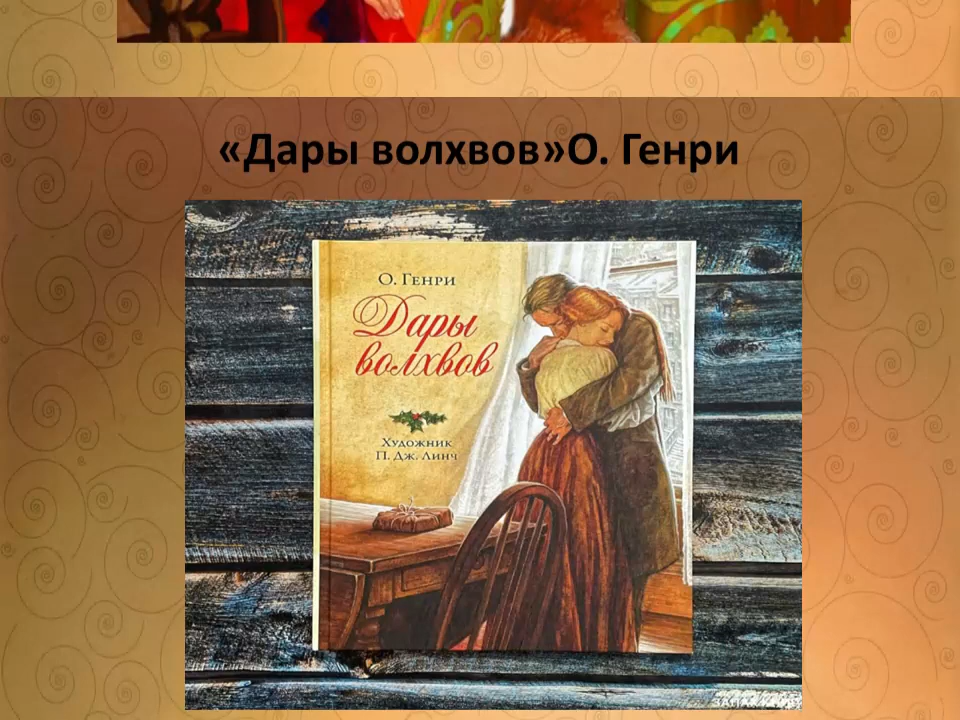 «Дары волхвов»О. Генри
О. Генри
Дары
волхвов
Художник
П. Дж. Линч